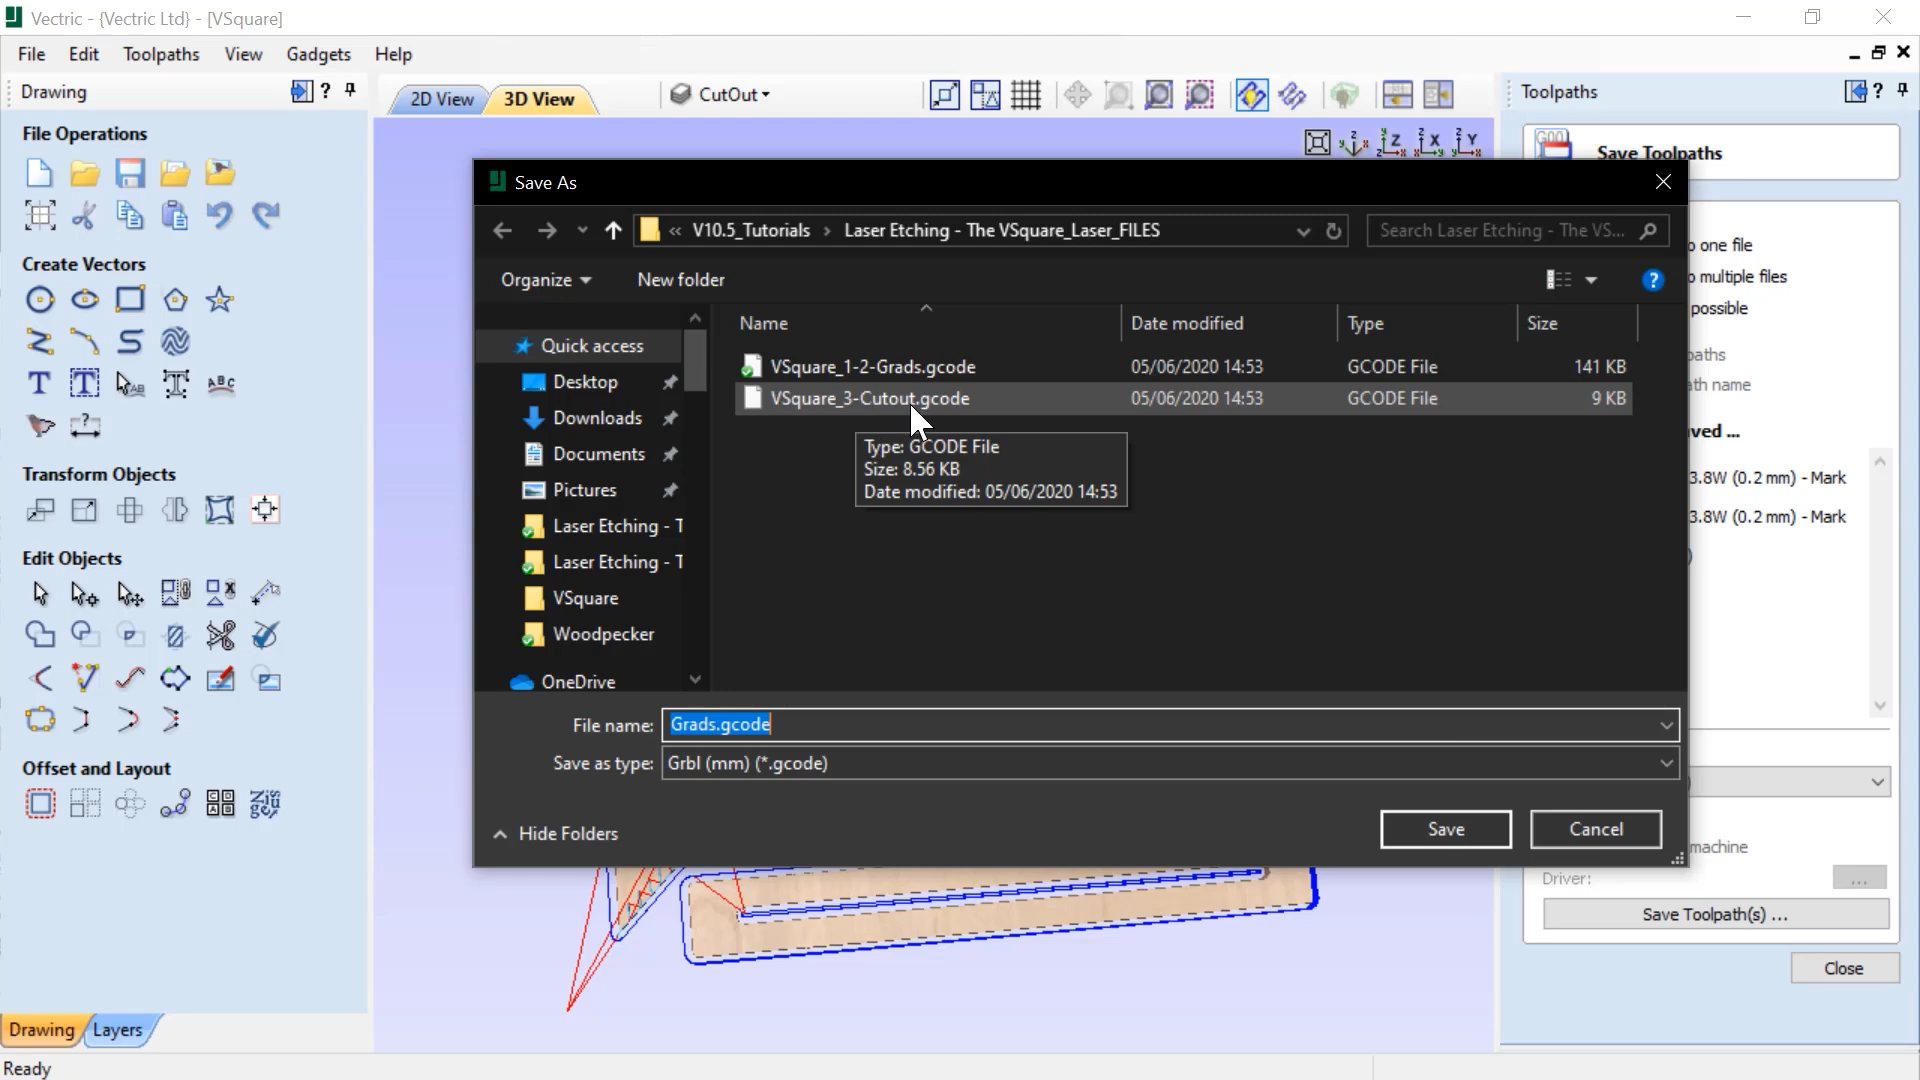 Vectric - {Vectric Ltd} - [VSquare]
File Edit Toolpaths View Gadgets Help
Drawing
File Operations
Create Vectors
Transform Objects
Edit Objects
Offset and Layout
Drawing Layers
Ready
2D View 3D View CutOut
Save As
« V10.5_Tutorials › Laser Etching - The VSquare_Laser_FILES
Search Laser Etching - The VS...
Organize New folder
Quick access
Desktop
Downloads
Documents
Pictures
Laser Etching - T
Laser Etching - T
VSquare
Woodpecker
OneDrive
Name Date modified Type Size
VSquare_1-2-Grads.gcode 05/06/2020 14:53 GCODE File 141 KB
VSquare_3-Cutout.gcode 05/06/2020 14:53 GCODE File 9 KB
Type: GCODE File
Size: 8.56 KB
Date modified: 05/06/2020 14:53
File name: Grads.gcode
Save as type: Grbl (mm) (*.gcode)
Hide Folders
Save Cancel
Toolpaths
G00
Save Toolpaths
one file
multiple files
possible
aths
ath name
ved ...
3.8W (0.2 mm) - Mark
3.8W (0.2 mm) - Mark
machine
Driver: ...
Save Toolpath(s) ...
Close